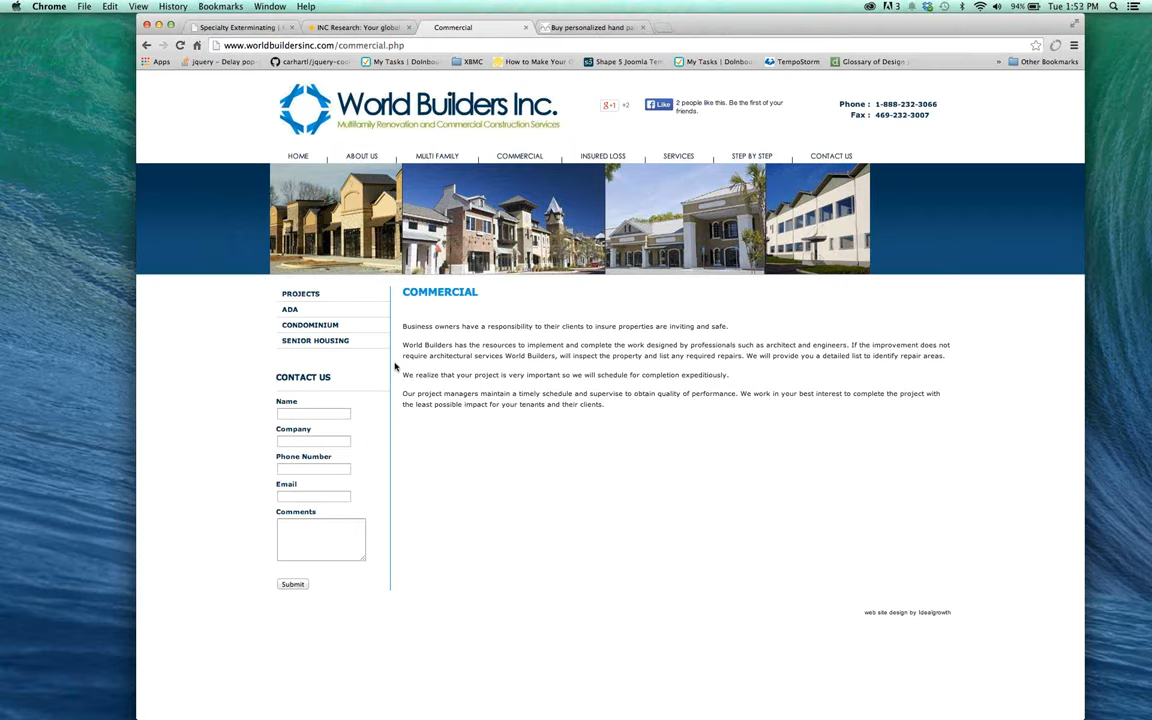 Chrome File Edit View History Bookmarks Window Help
3 94% Tue 1:53 PM
Specialty Exterminating |
INC Research: Your global
Commercial
Buy personalized hand pa
www.worldbuildersinc.com/commercial.php
Apps jquery - Delay pop- carhartl/jquery-coo My Tasks | DoInbou XBMC How to Make Your O Shape 5 Joomla Tem My Tasks | DoInbou TempoStorm Glossary of Design » Other Bookmarks
World Builders Inc.
Multifamily Renovation and Commercial Construction Services
g+1 +2
Like 2 people like this. Be the first of your
friends.
Phone : 1-888-232-3066
Fax : 469-232-3007
HOME | ABOUT US | MULTI FAMILY | COMMERCIAL | INSURED LOSS | SERVICES | STEP BY STEP | CONTACT US
PROJECTS
ADA
CONDOMINIUM
SENIOR HOUSING
CONTACT US
Name
Company
Phone Number
Email
Comments
Submit
COMMERCIAL
Business owners have a responsibility to their clients to insure properties are inviting and safe.
World Builders has the resources to implement and complete the work designed by professionals such as architect and engineers. If the improvement does not
require architectural services World Builders, will inspect the property and list any required repairs. We will provide you a detailed list to identify repair areas.
We realize that your project is very important so we will schedule for completion expeditiously.
Our project managers maintain a timely schedule and supervise to obtain quality of performance. We work in your best interest to complete the project with
the least possible impact for your tenants and their clients.
web site design by Idealgrowth